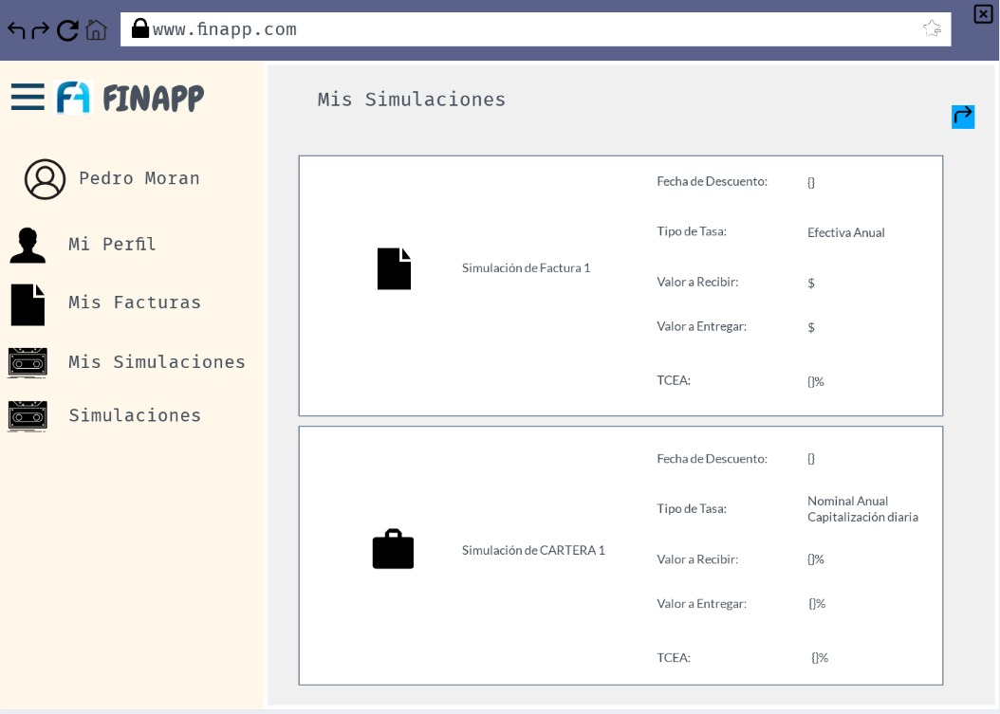 www.finapp.com
FA FINAPP
Pedro Moran
Mi Perfil
Mis Facturas
Mis Simulaciones
Simulaciones
Mis Simulaciones
Simulación de Factura 1
Fecha de Descuento: {}
Tipo de Tasa: Efectiva Anual
Valor a Recibir: $
Valor a Entregar: $
TCEA: {}%
Simulación de CARTERA 1
Fecha de Descuento: {}
Tipo de Tasa: Nominal Anual
Capitalización diaria
Valor a Recibir: {}%
Valor a Entregar: {}%
TCEA: {}%